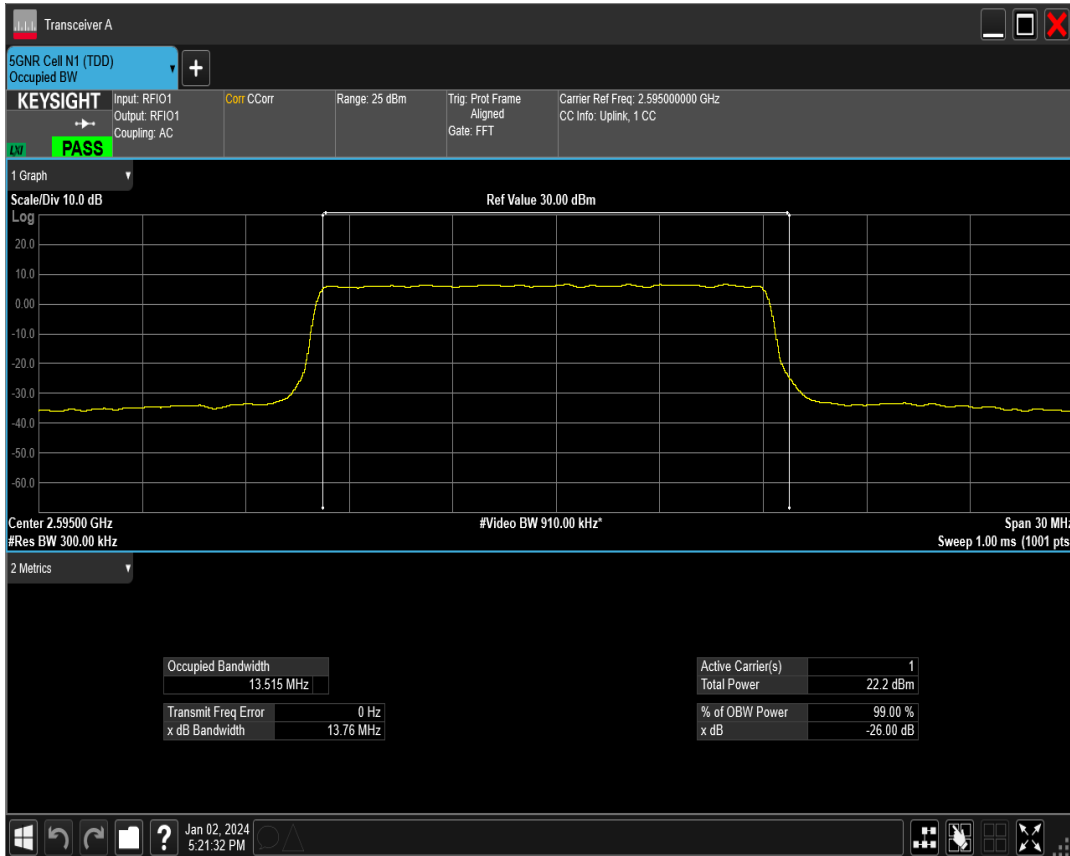 Transceiver A
5GNR Cell N1 (TDD)
Occupied BW
+
KEYSIGHT
LXI
PASS
Input: RFIO1
Output: RFIO1
Coupling: AC
Corr CCorr
Range: 25 dBm
Trig: Prot Frame
Aligned
Gate: FFT
Carrier Ref Freq: 2.595000000 GHz
CC Info: Uplink, 1 CC
1 Graph
Scale/Div 10.0 dB
Ref Value 30.00 dBm
Log
20.0
10.0
0.00
-10.0
-20.0
-30.0
-40.0
-50.0
-60.0
Center 2.59500 GHz
#Video BW 910.00 kHz*
Span 30 MHz
#Res BW 300.00 kHz
Sweep 1.00 ms (1001 pts
2 Metrics
Occupied Bandwidth
13.515 MHz
Transmit Freq Error 0 Hz
x dB Bandwidth 13.76 MHz
Active Carrier(s) 1
Total Power 22.2 dBm
% of OBW Power 99.00 %
x dB -26.00 dB
?
Jan 02, 2024
5:21:32 PM